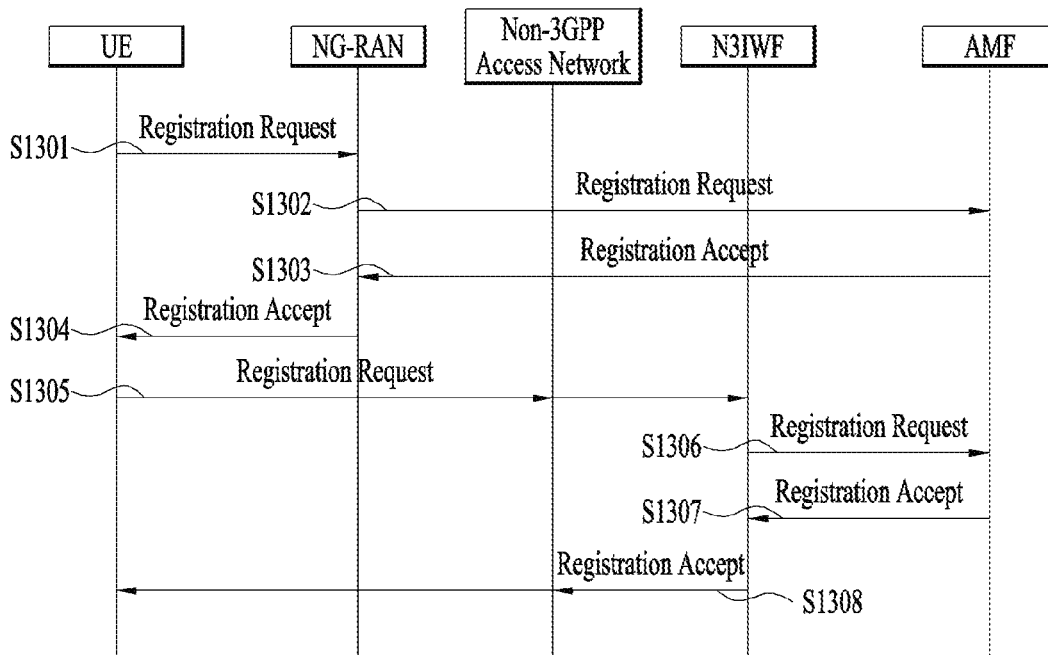 UE
NG-RAN
Non-3GPP
Access Network
N3IWF
AMF
S1301
Registration Request
S1302
Registration Request
S1303
Registration Accept
S1304
Registration Accept
S1305
Registration Request
S1306
Registration Request
S1307
Registration Accept
Registration Accept
S1308